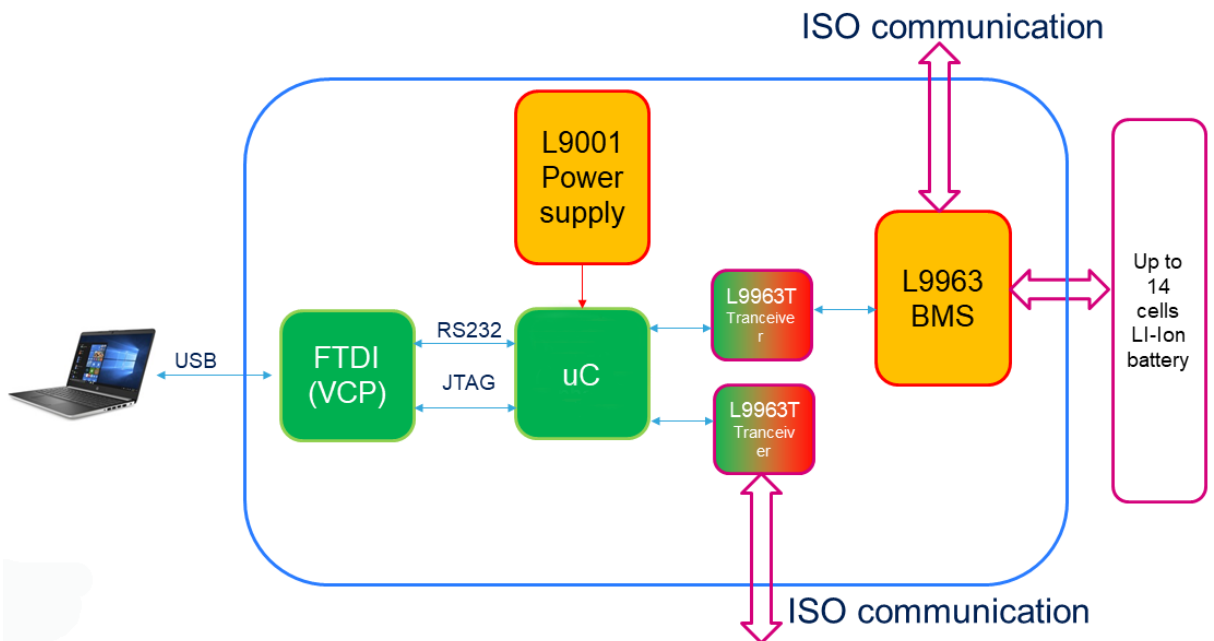 ISO communication
L9001
Power
supply
L9963
BMS
L9963T
Tranceive
r
Up to
14
cells
LI-Ion
battery
USB
FTDI
(VCP)
RS232
JTAG
uC
L9963T
Tranceiv
er
ISO communication